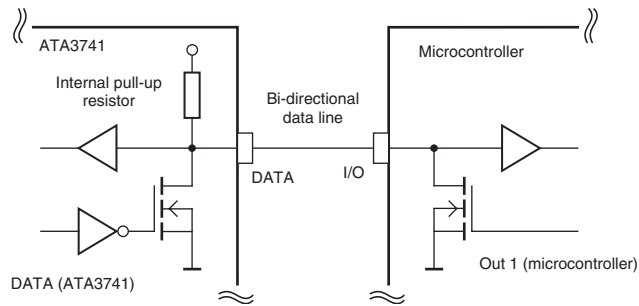 ATA3741
Microcontroller
Internal pull-up
resistor
Bi-directional
data line
DATA
I/O
DATA (ATA3741)
Out 1 (microcontroller)